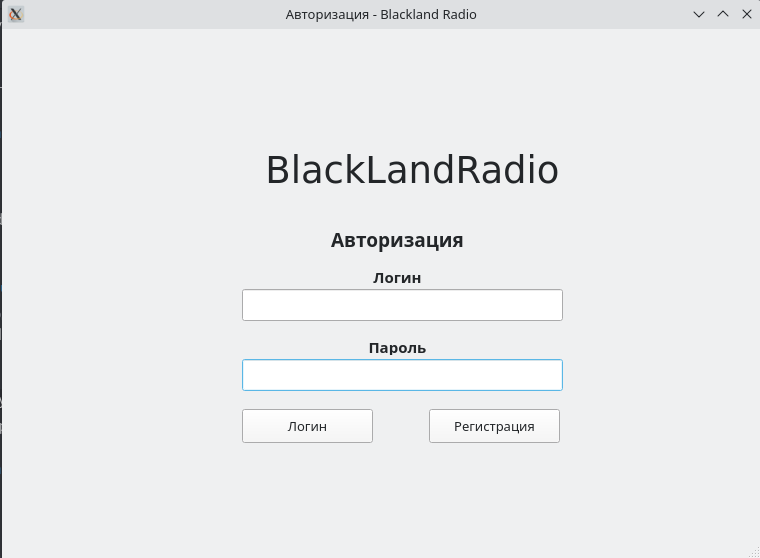 Авторизация - Blackland Radio
BlackLandRadio
Авторизация
Логин
Пароль
Логин
Регистрация